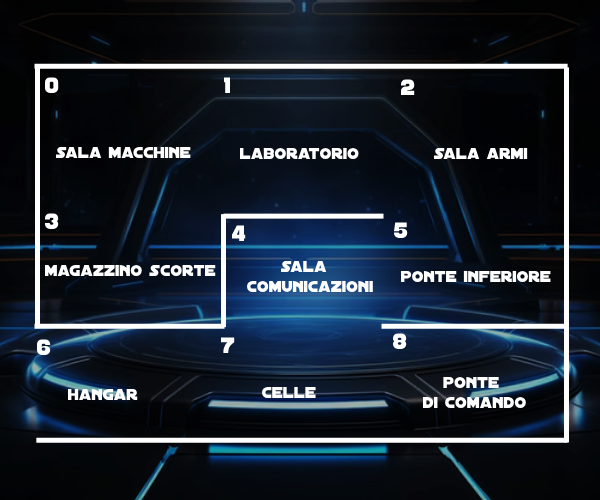 0
1
2
SALA MACCHINE
LABORATORIO
SALA ARMI
3
4
5
MAGAZZINO SCORTE
SALA
COMUNICAZIONI
PONTE INFERIORE
6
7
8
HANGAR
CELLE
PONTE
DI COMANDO